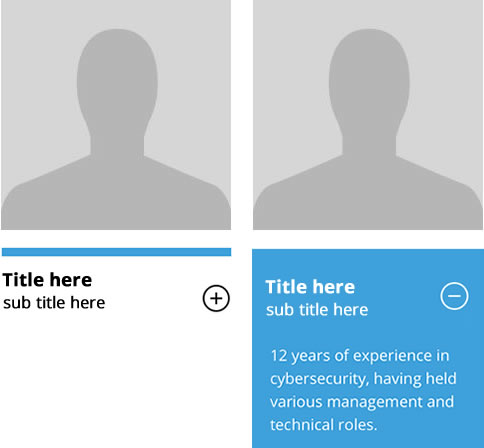 Title here
sub title here
Title here
sub title here
12 years of experience in
cybersecurity, having held
various management and
technical roles.